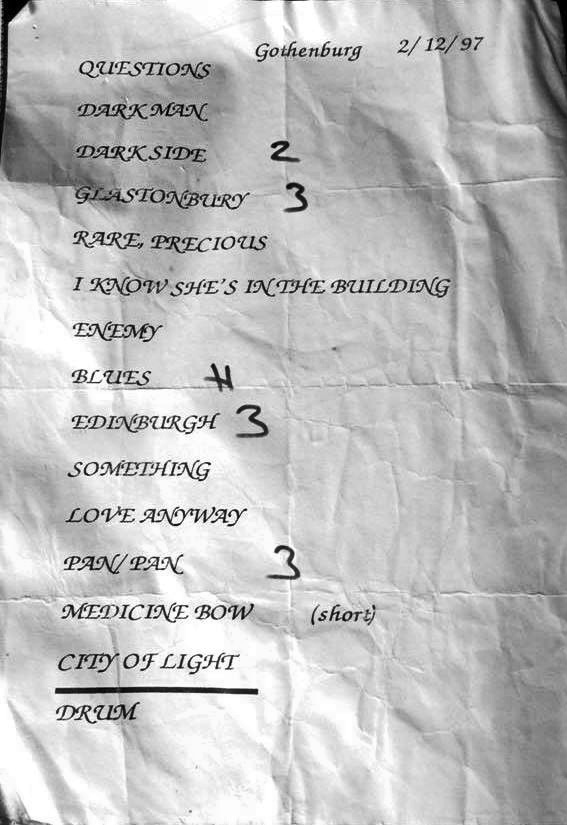 Gothenburg 2/12/97
QUESTIONS
DARK MAN
DARK SIDE 2
GLASTONBURY 3
RARE, PRECIOUS
I KNOW SHE'S IN THE BUILDING
ENEMY
BLUES H
EDINBURGH 3
SOMETHING
LOVE ANYWAY
PAN/PAN 3
MEDICINE BOW (short)
CITY OF LIGHT
DRUM